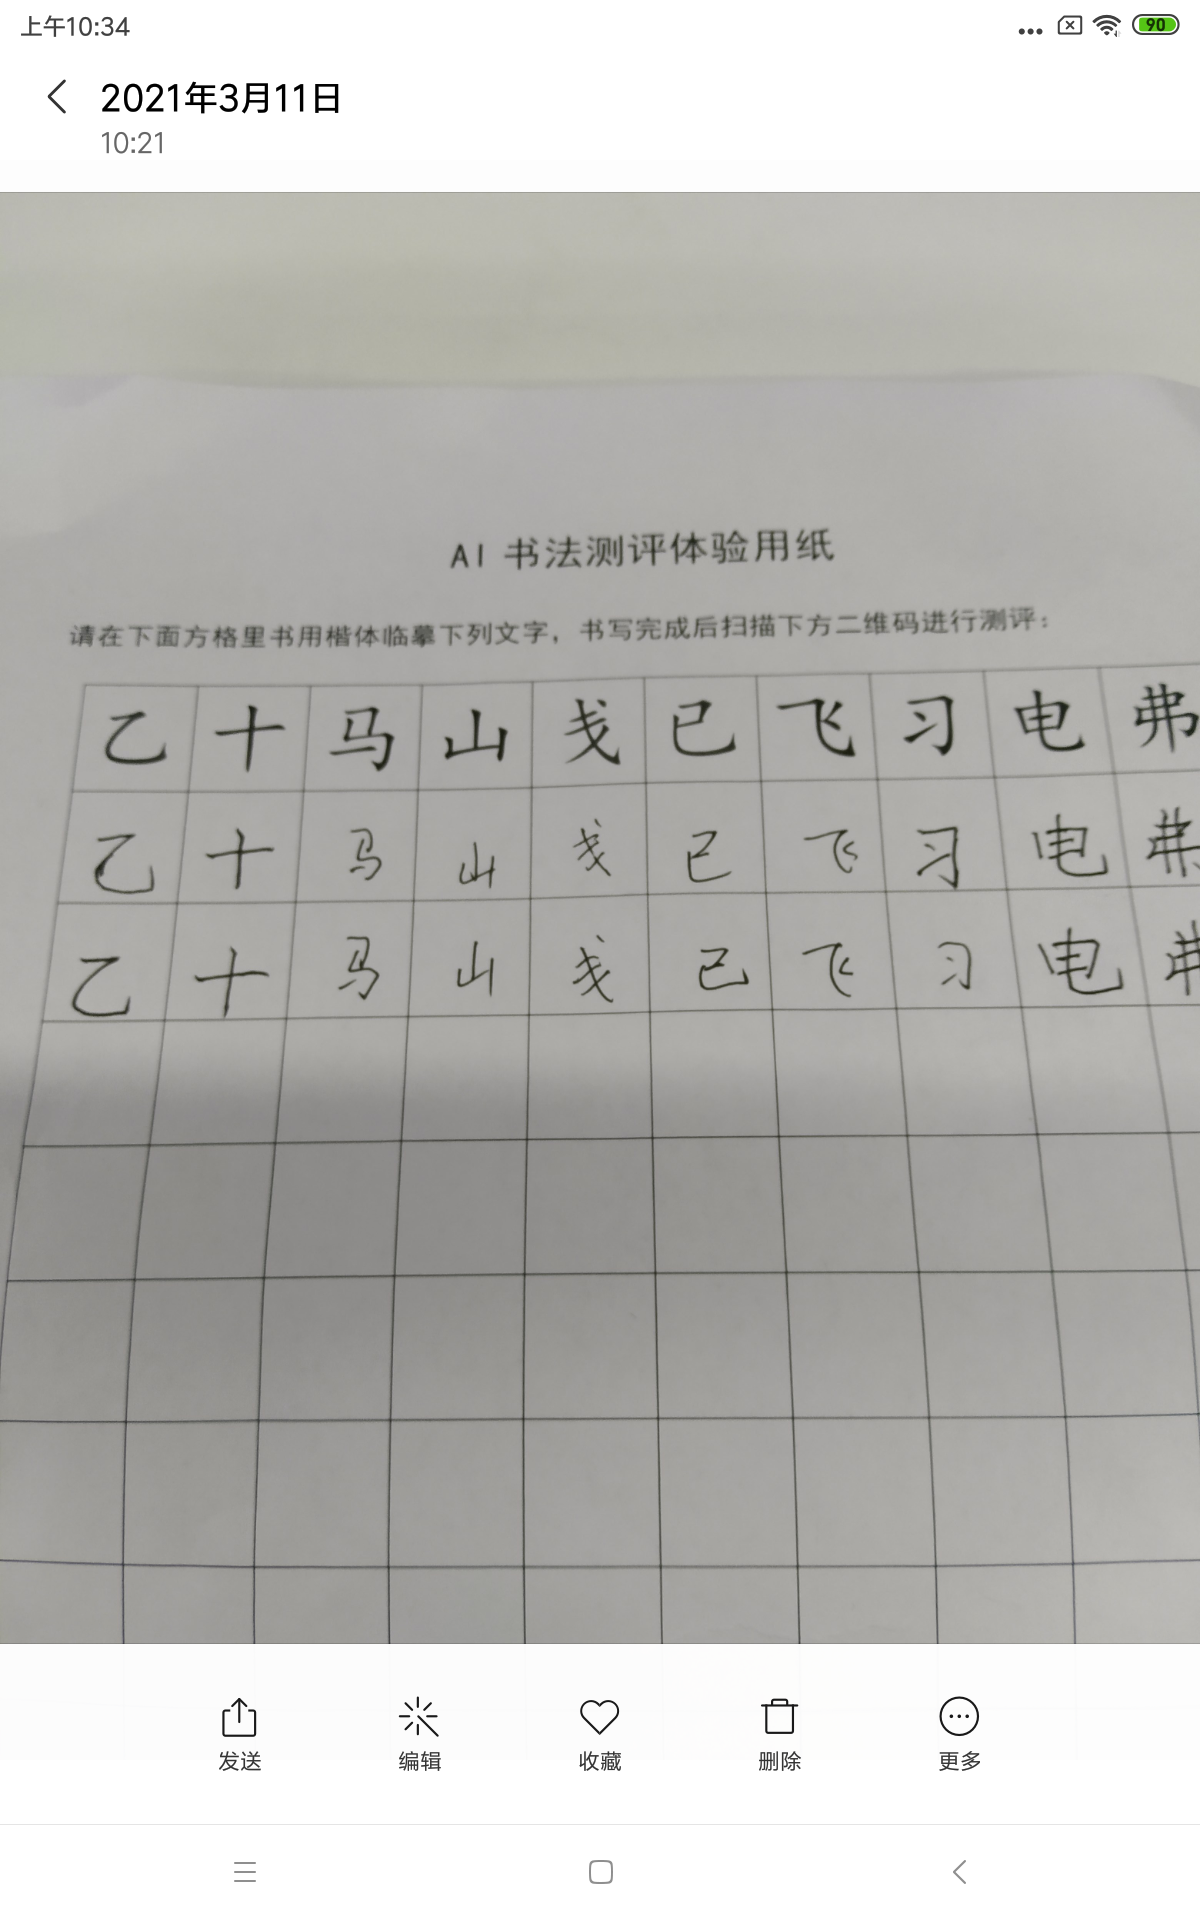 上午10:34
90
2021年3月11日
10:21
AI 书法测评体验用纸
请在下面方格里书用楷体临摹下列文字，书写完成后扫描下方二维码进行测评：
乙 十 马 山 戋 已 飞 习 电 弗
乙 十 马 山 戋 已 飞 习 电 弗
乙 十 马 山 戋 已 飞 习 电 弗
发送 编辑 收藏 删除 更多